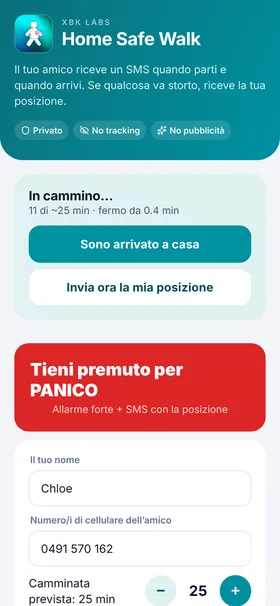 XBK LABS
Home Safe Walk
Il tuo amico riceve un SMS quando parti e
quando arrivi. Se qualcosa va storto, riceve la tua
posizione.
Privato
No tracking
No pubblicità
In cammino…
11 di ~25 min · fermo da 0.4 min
Sono arrivato a casa
Invia ora la mia posizione
Tieni premuto per
PANICO
Allarme forte + SMS con la posizione
Il tuo nome
Chloe
Numero/i di cellulare dell'amico
0491 570 162
Camminata
prevista: 25 min
− 25 +